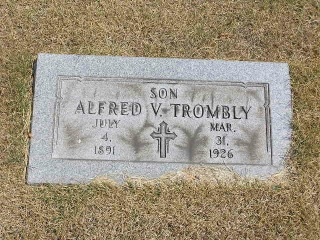 SON
ALFRED V. TROMBLY
JULY MAR.
4, 31,
1891 1926